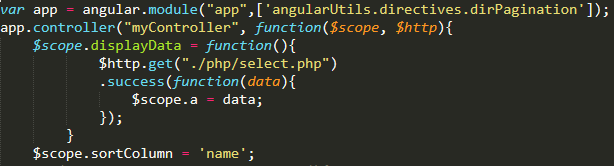 var app = angular.module("app",['angularUtils.directives.dirPagination']);
app.controller("myController", function($scope, $http){
    $scope.displayData = function(){
            $http.get("./php/select.php")
            .success(function(data){
                $scope.a = data;
            });
        }
    $scope.sortColumn = 'name';